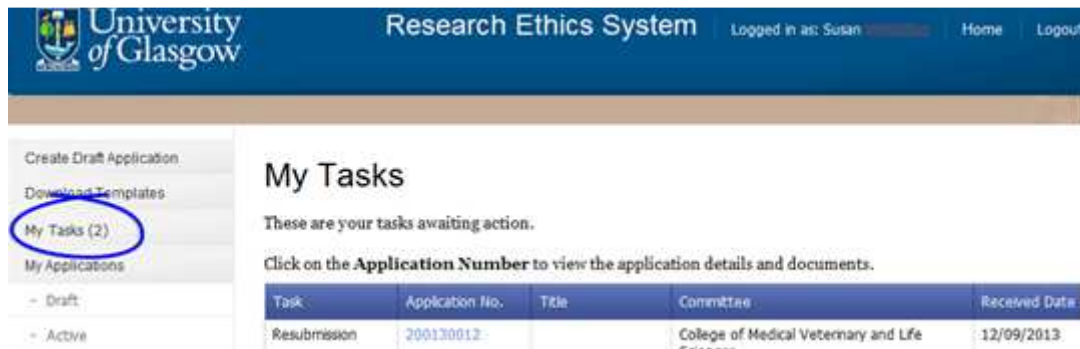 University
of Glasgow
Research Ethics System
Logged in as: Susan
Home
Logout
Create Draft Application
Download Templates
My Tasks (2)
My Applications
- Draft
- Active
My Tasks
These are your tasks awaiting action.
Click on the Application Number to view the application details and documents.
Task Application No. Title Committee Received Date
Resubmission 200130012 College of Medical Veterinary and Life 12/09/2013